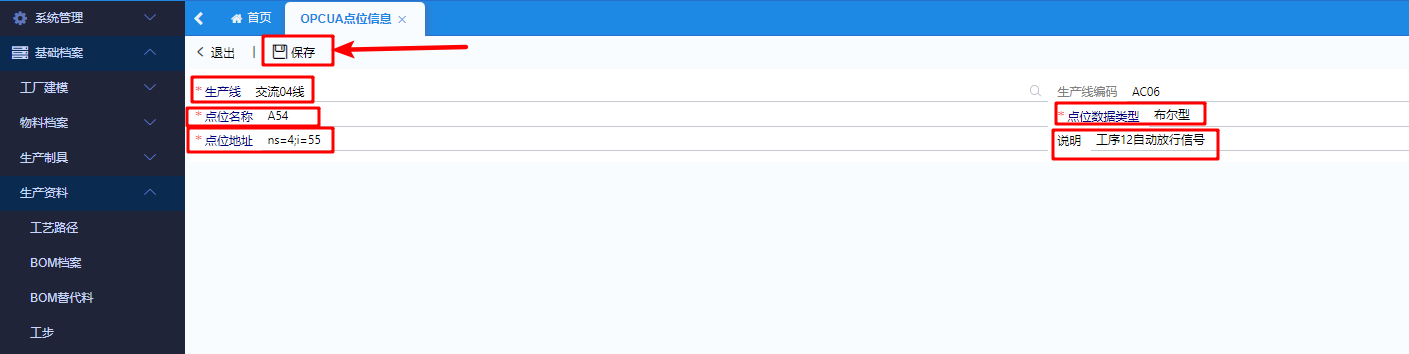 系统管理
首页
OPCUA点位信息
基础档案
退出
保存
工厂建模
* 生产线 交流04线
生产线编码 AC06
物料档案
* 点位名称 A54
* 点位数据类型 布尔型
生产制具
* 点位地址 ns=4;i=55
说明 工序12自动放行信号
生产资料
工艺路径
BOM档案
BOM替代料
工步